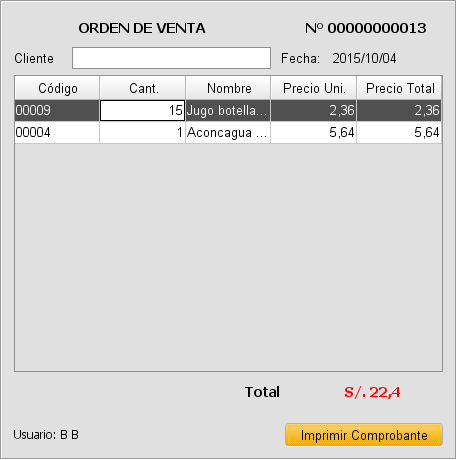 ORDEN DE VENTA Nº 00000000013
Cliente Fecha: 2015/10/04
Código Cant. Nombre Precio Uni. Precio Total
00009 15 Jugo botella... 2,36 2,36
00004 1 Aconcagua ... 5,64 5,64
Total S/. 22,4
Usuario: B B Imprimir Comprobante